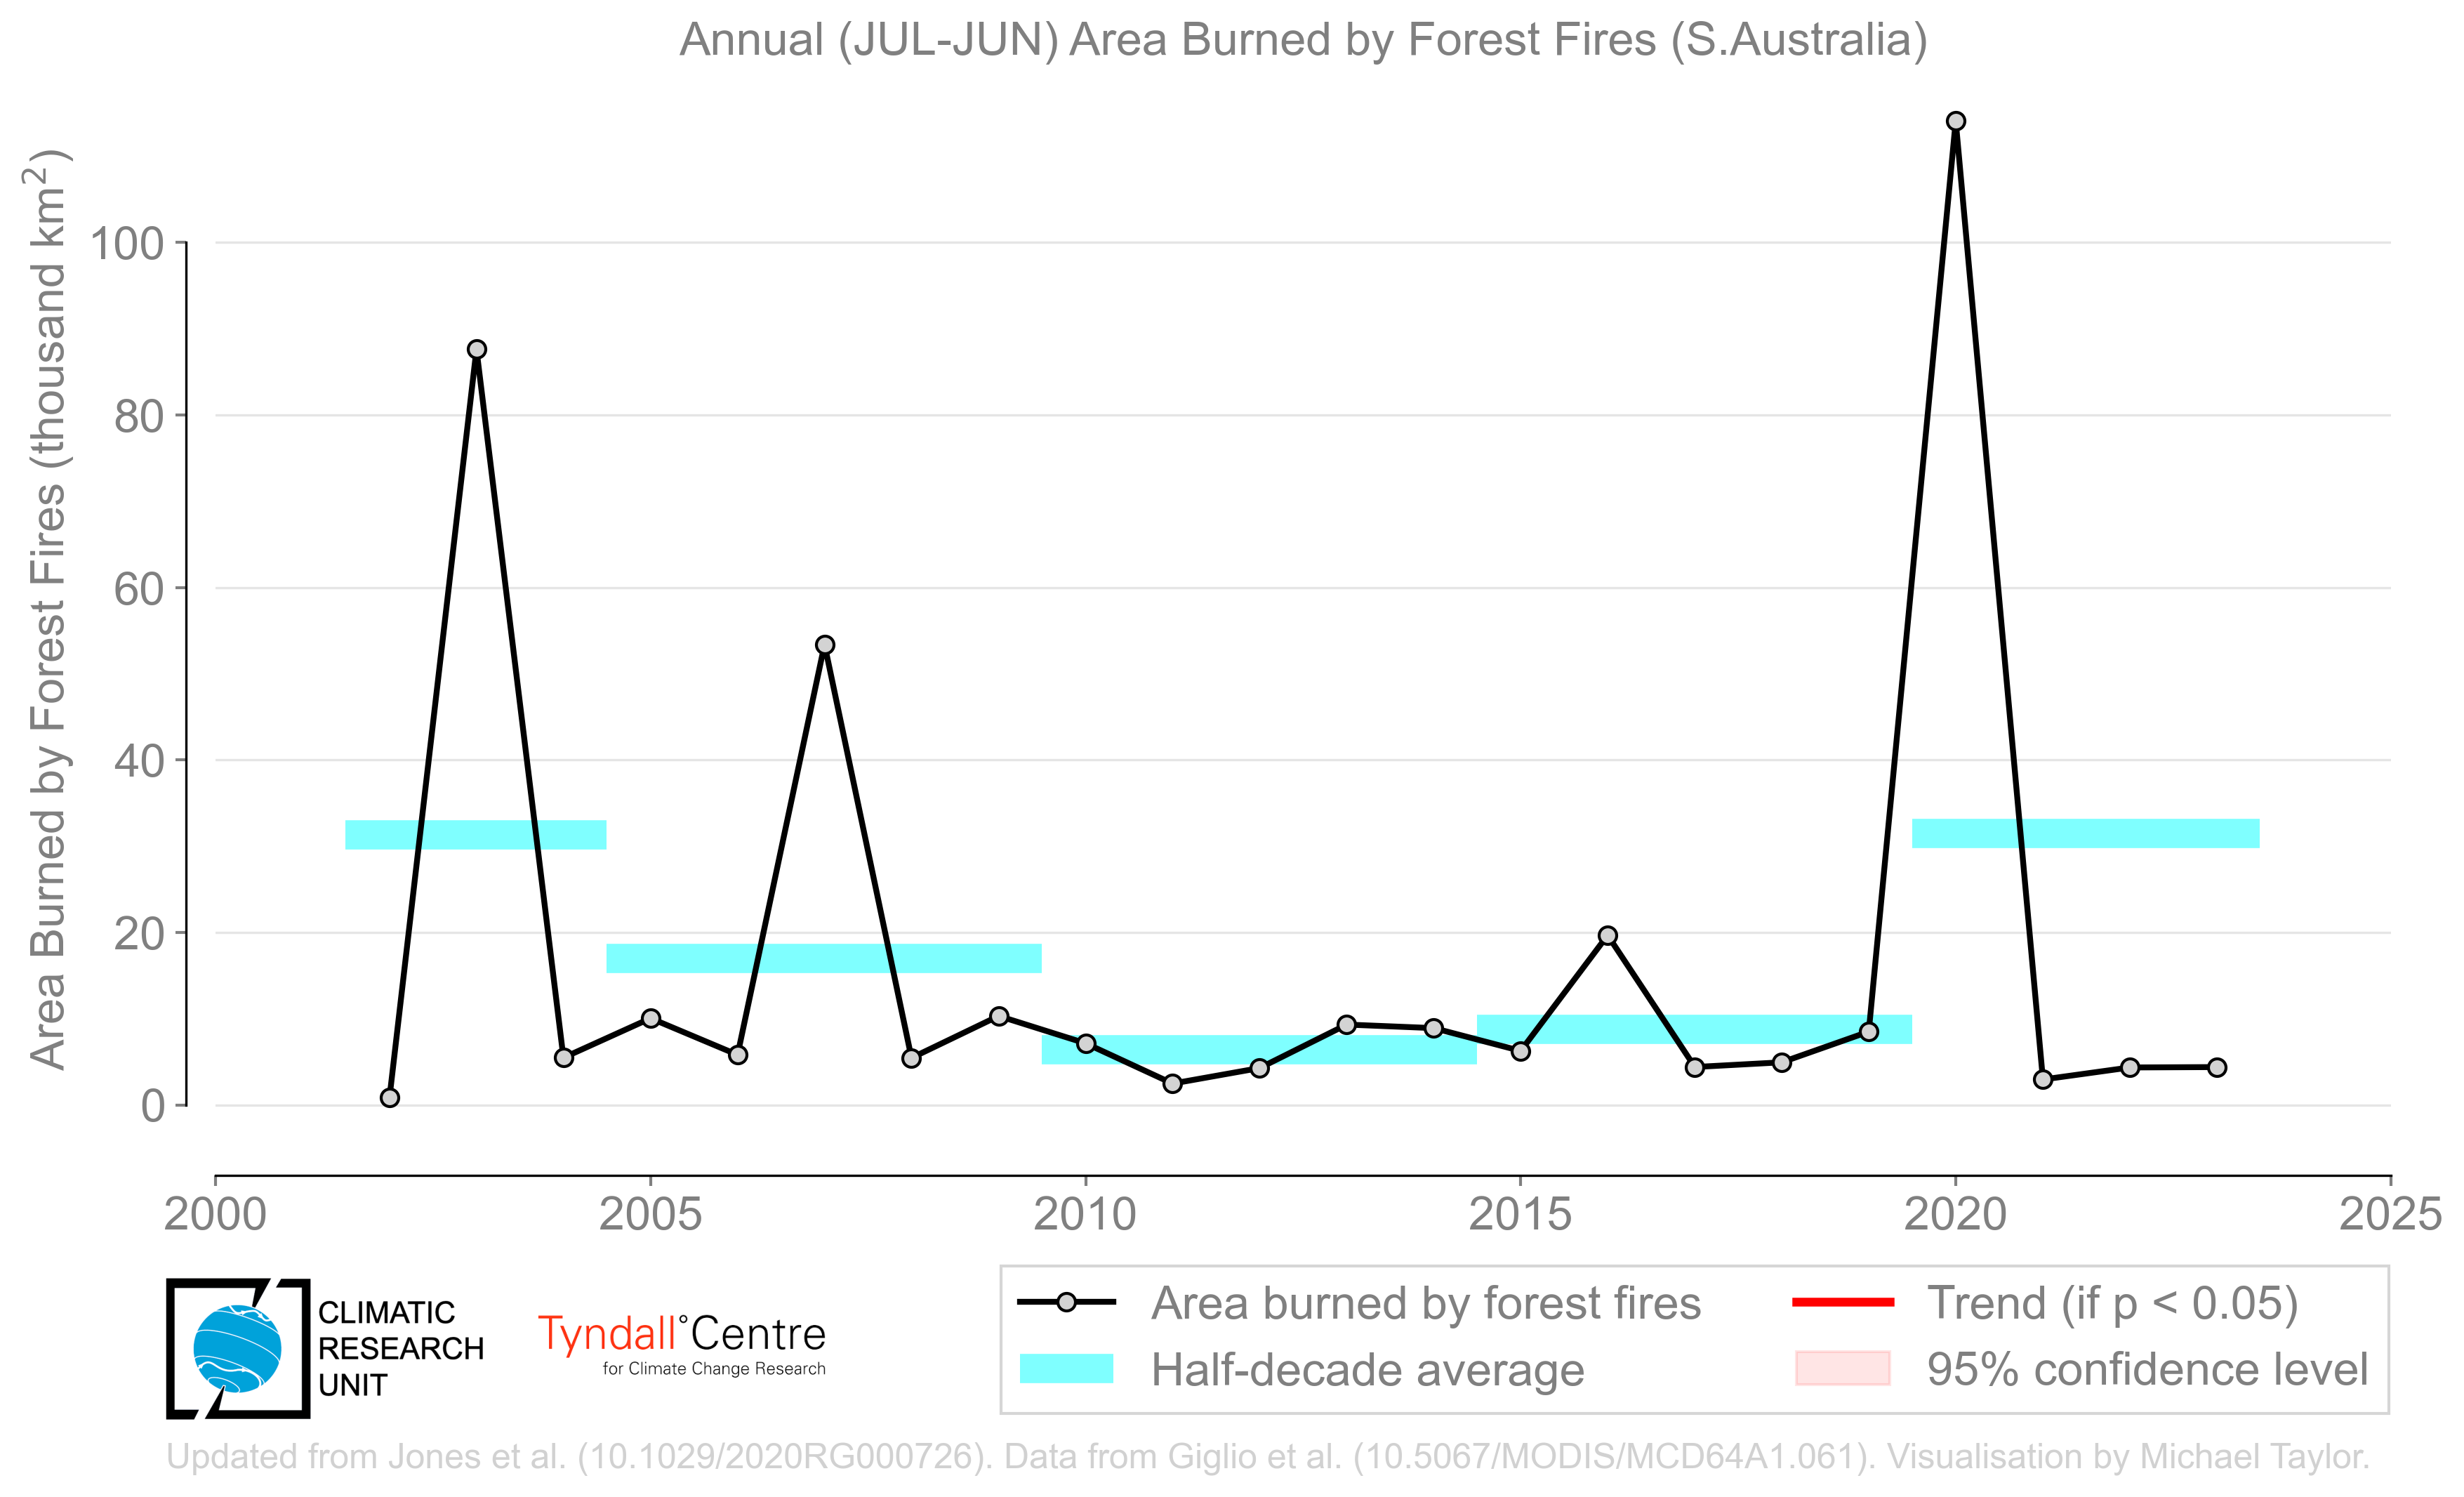 Annual (JUL-JUN) Area Burned by Forest Fires (S.Australia)
Area Burned by Forest Fires (thousand km²)
100
80
60
40
20
0
2000
2005
2010
2015
2020
2025
CLIMATIC
RESEARCH
UNIT
Tyndall°Centre
for Climate Change Research
Area burned by forest fires
Half-decade average
Trend (if p < 0.05)
95% confidence level
Updated from Jones et al. (10.1029/2020RG000726). Data from Giglio et al. (10.5067/MODIS/MCD64A1.061). Visualisation by Michael Taylor.